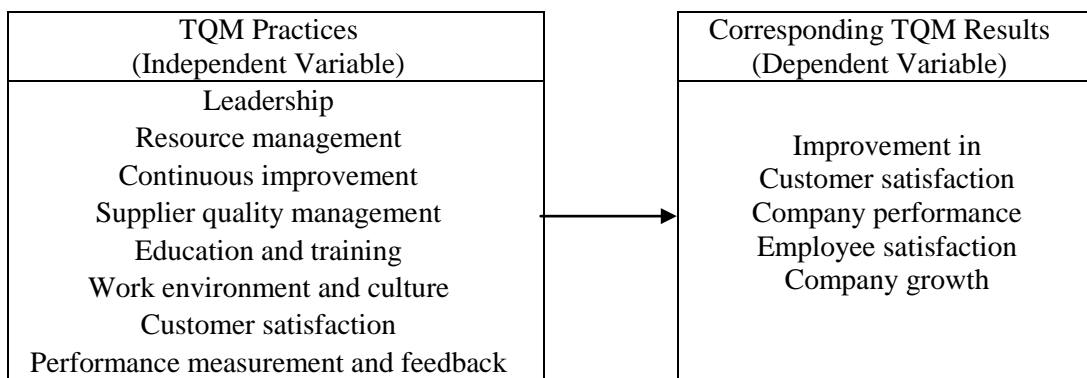 TQM Practices
(Independent Variable)
Leadership
Resource management
Continuous improvement
Supplier quality management
Education and training
Work environment and culture
Customer satisfaction
Performance measurement and feedback
Corresponding TQM Results
(Dependent Variable)
Improvement in
Customer satisfaction
Company performance
Employee satisfaction
Company growth